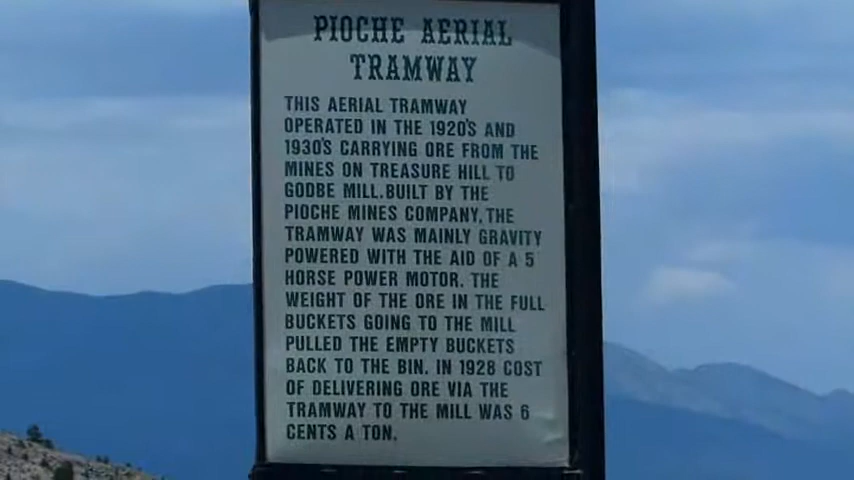 PIOCHE AERIAL
TRAMWAY
THIS AERIAL TRAMWAY
OPERATED IN THE 1920'S AND
1930'S CARRYING ORE FROM THE
MINES ON TREASURE HILL TO
GODBE MILL. BUILT BY THE
PIOCHE MINES COMPANY, THE
TRAMWAY WAS MAINLY GRAVITY
POWERED WITH THE AID OF A 5
HORSE POWER MOTOR. THE
WEIGHT OF THE ORE IN THE FULL
BUCKETS GOING TO THE MILL
PULLED THE EMPTY BUCKETS
BACK TO THE BIN. IN 1928 COST
OF DELIVERING ORE VIA THE
TRAMWAY TO THE MILL WAS 6
CENTS A TON.